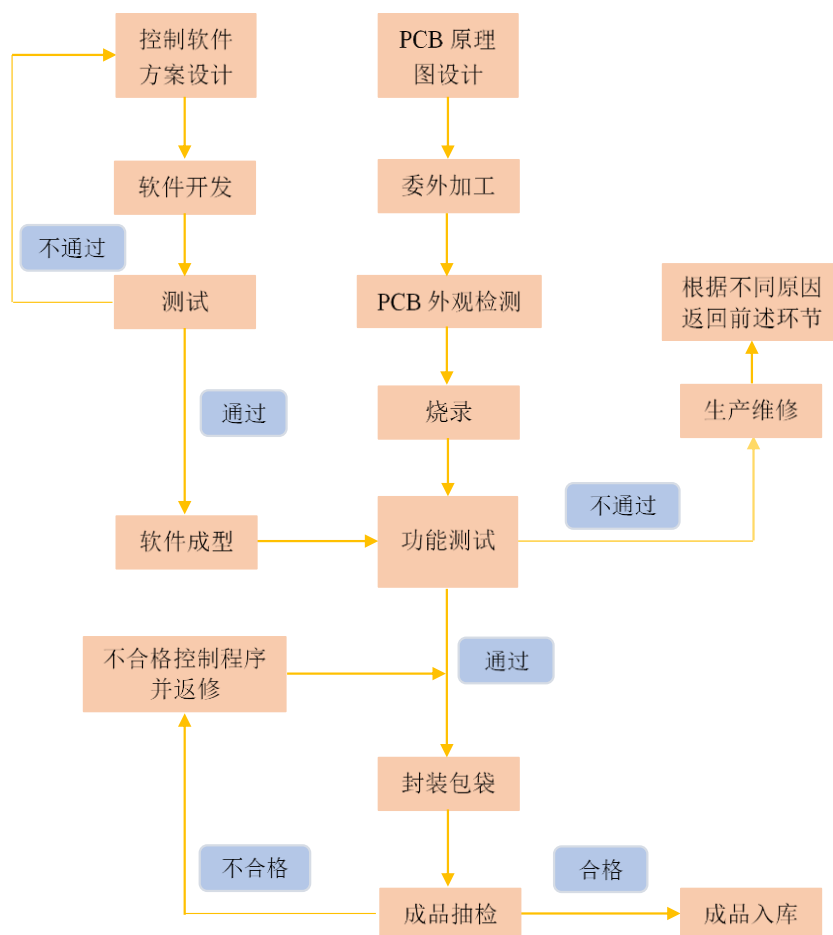 控制软件
方案设计
PCB 原理
图设计
软件开发
委外加工
不通过
测试
PCB 外观检测
根据不同原因
返回前述环节
通过
烧录
生产维修
不通过
软件成型
功能测试
不合格控制程序
并返修
通过
封装包袋
不合格
合格
成品抽检
成品入库